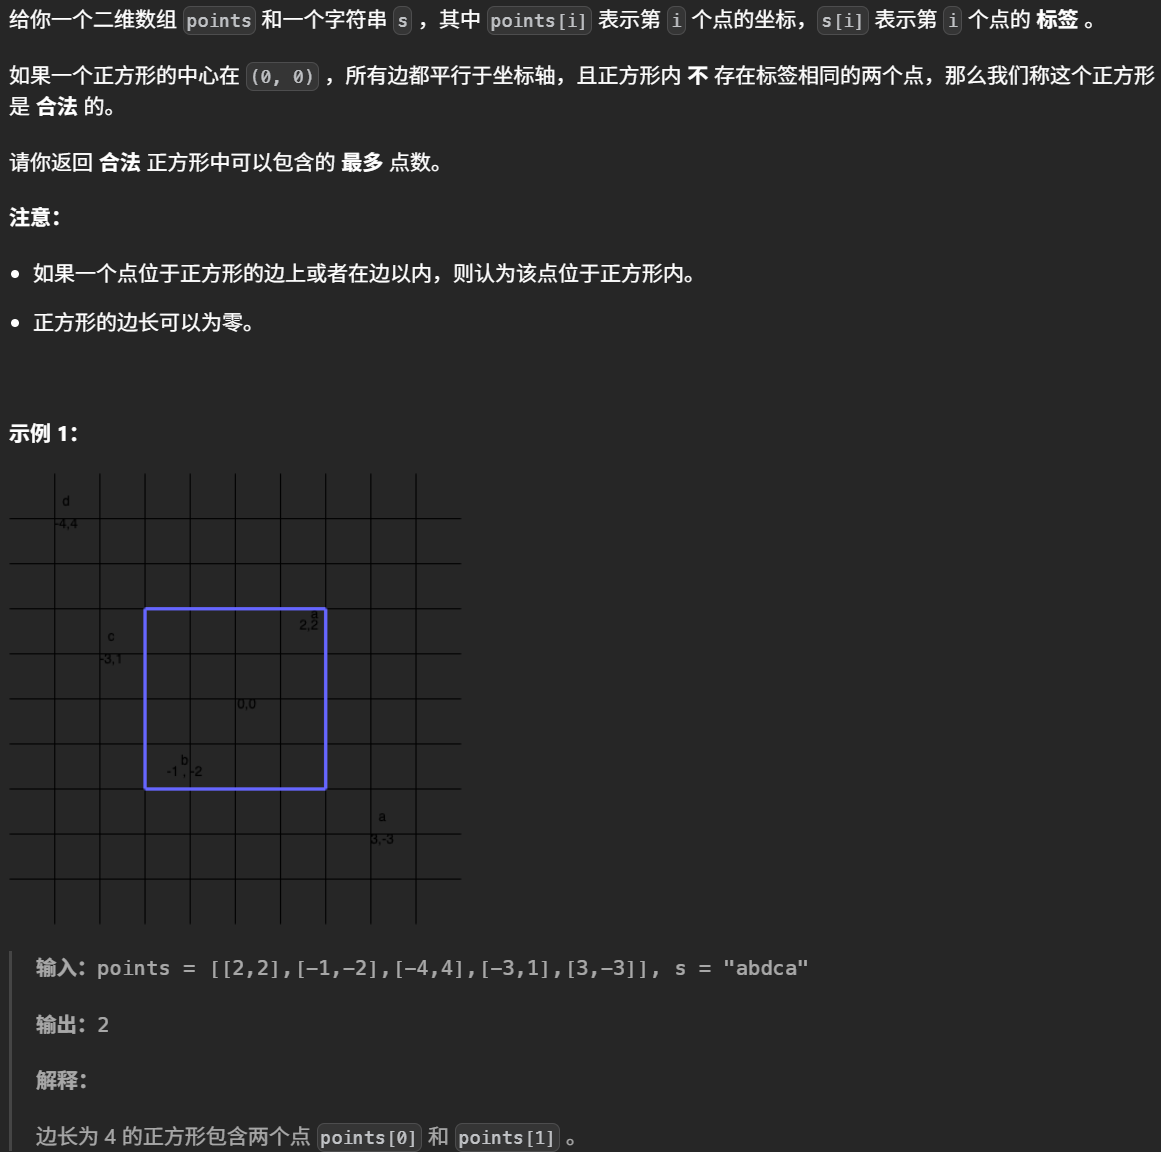 给你一个二维数组 points 和一个字符串 s ，其中 points[i] 表示第 i 个点的坐标，s[i] 表示第 i 个点的 标签 。
如果一个正方形的中心在 (0, 0) ，所有边都平行于坐标轴，且正方形内 不 存在标签相同的两个点，那么我们称这个正方形
是 合法 的。
请你返回 合法 正方形中可以包含的 最多 点数。
注意：
• 如果一个点位于正方形的边上或者在边以内，则认为该点位于正方形内。
• 正方形的边长可以为零。
示例 1：
d
-4,4
a
2,2
c
-3,1
0,0
b
-1 , -2
a
3,-3
输入：points = [[2,2],[-1,-2],[-4,4],[-3,1],[3,-3]], s = "abdca"
输出：2
解释：
边长为 4 的正方形包含两个点 points[0] 和 points[1] 。